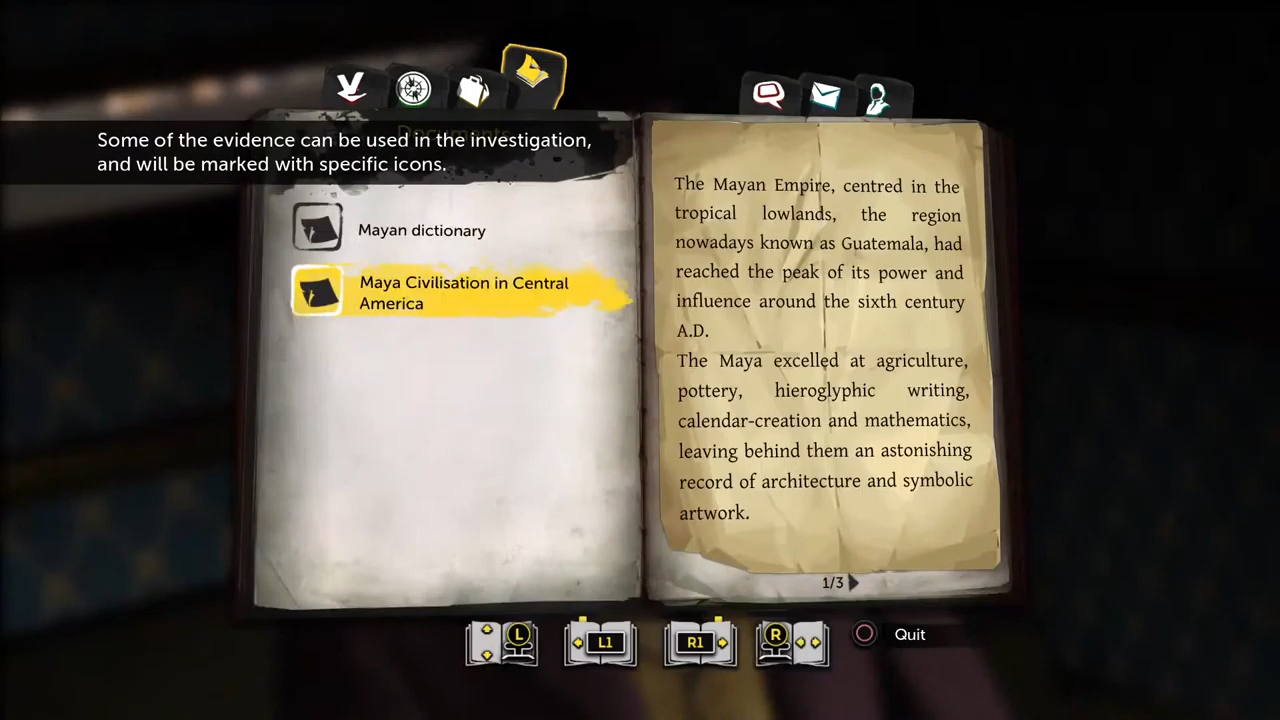 Documents
Some of the evidence can be used in the investigation,
and will be marked with specific icons.
Mayan dictionary
Maya Civilisation in Central
America
The Mayan Empire, centred in the
tropical lowlands, the region
nowadays known as Guatemala, had
reached the peak of its power and
influence around the sixth century
A.D.
The Maya excelled at agriculture,
pottery, hieroglyphic writing,
calendar-creation and mathematics,
leaving behind them an astonishing
record of architecture and symbolic
artwork.
1/3
L L1 R1 R Quit